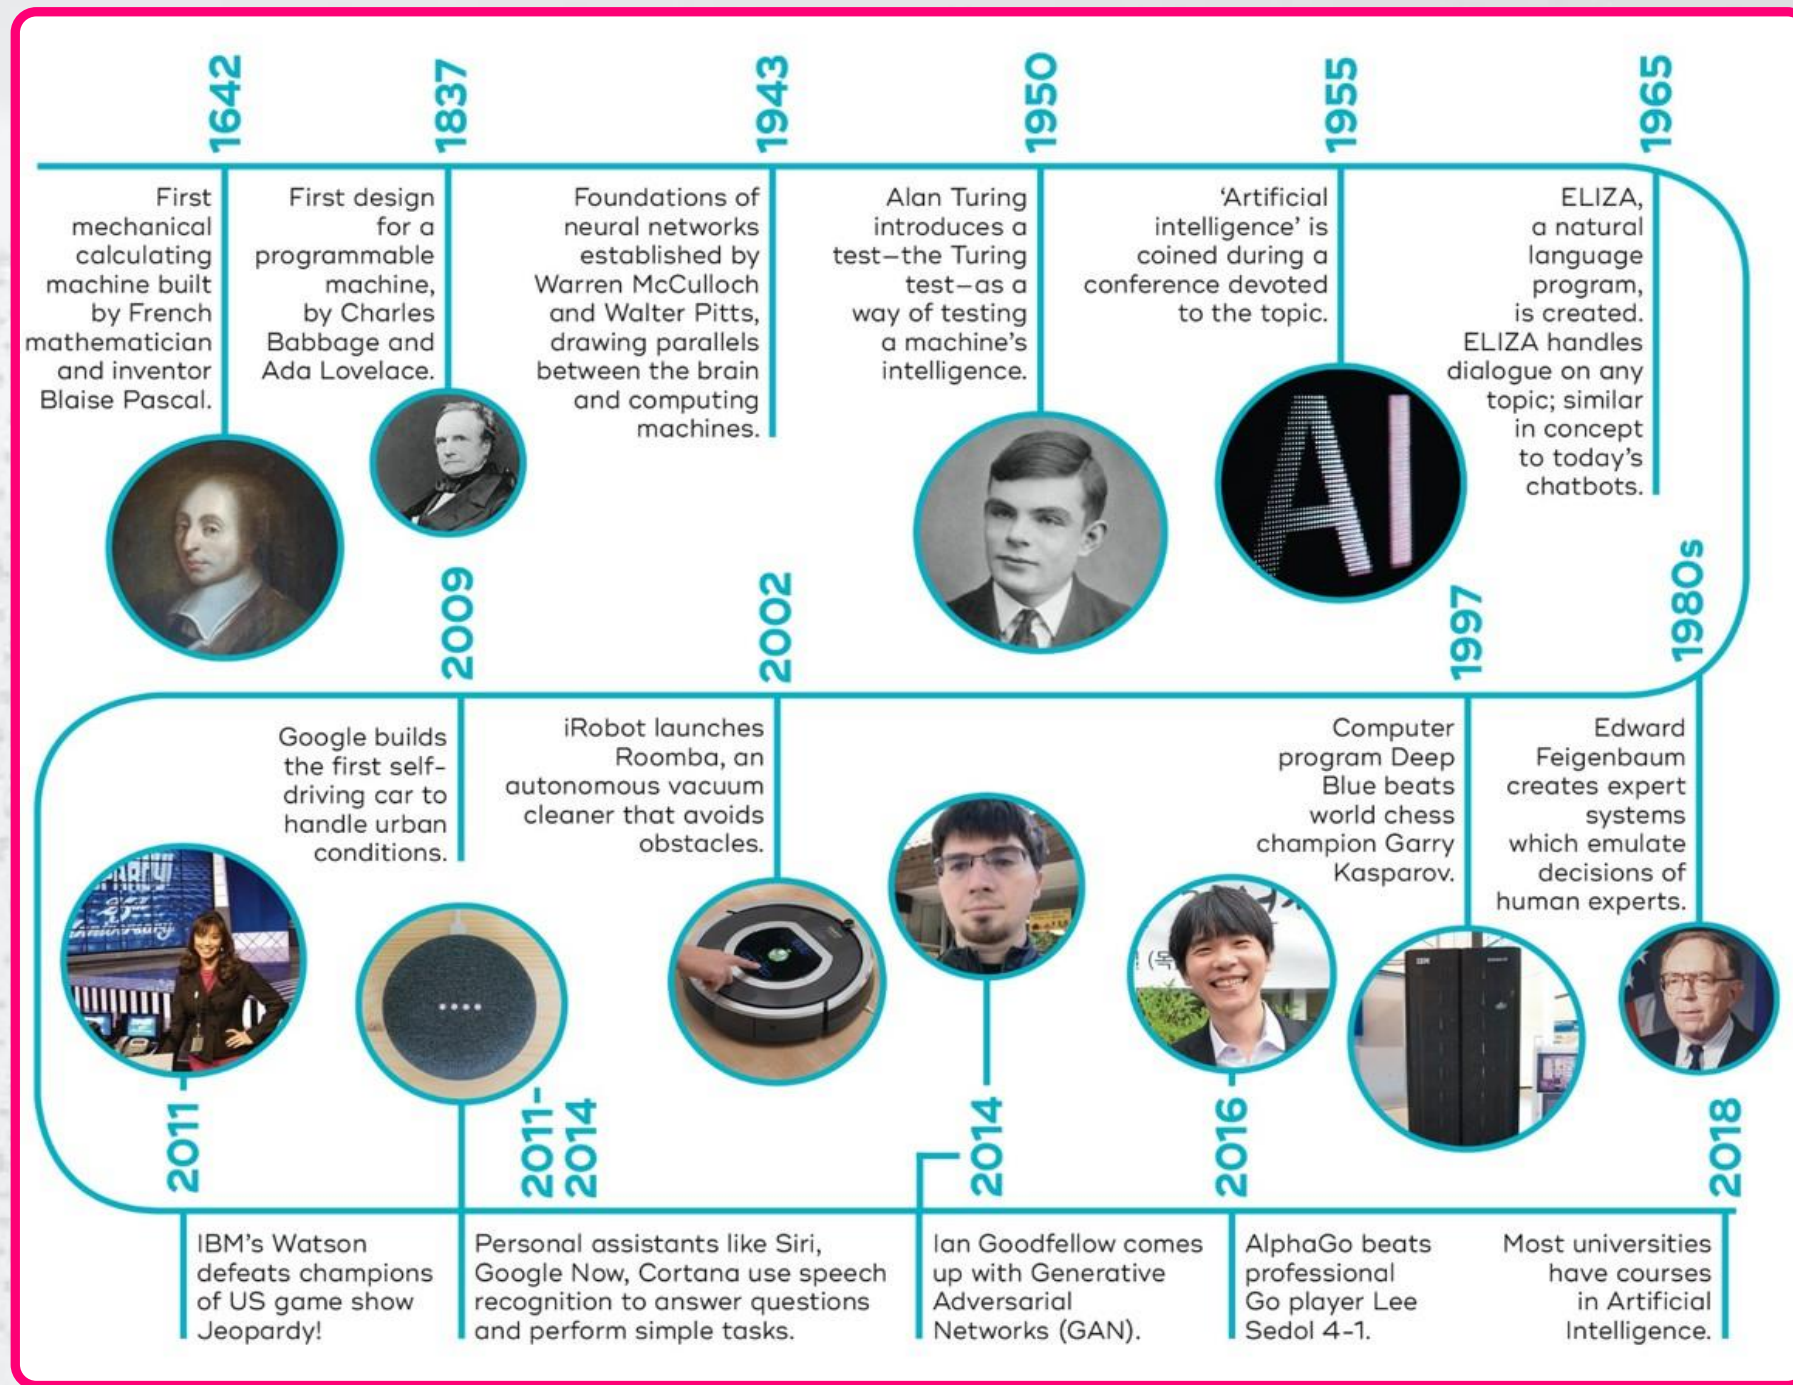 1642
First
mechanical
calculating
machine built
by French
mathematician
and inventor
Blaise Pascal.
1837
First design
for a
programmable
machine,
by Charles
Babbage and
Ada Lovelace.
1943
Foundations of
neural networks
established by
Warren McCulloch
and Walter Pitts,
drawing parallels
between the brain
and computing
machines.
1950
Alan Turing
introduces a
test—the Turing
test—as a
way of testing
a machine's
intelligence.
1955
'Artificial
intelligence' is
coined during a
conference devoted
to the topic.
AI
1965
ELIZA,
a natural
language
program,
is created.
ELIZA handles
dialogue on any
topic; similar
in concept
to today's
chatbots.
1980s
Edward
Feigenbaum
creates expert
systems
which emulate
decisions of
human experts.
1997
Computer
program Deep
Blue beats
world chess
champion Garry
Kasparov.
IBM
2002
iRobot launches
Roomba, an
autonomous vacuum
cleaner that avoids
obstacles.
2009
Google builds
the first self-
driving car to
handle urban
conditions.
2011
IBM's Watson
defeats champions
of US game show
Jeopardy!
2011-
2014
Personal assistants like Siri,
Google Now, Cortana use speech
recognition to answer questions
and perform simple tasks.
2014
Ian Goodfellow comes
up with Generative
Adversarial
Networks (GAN).
2016
AlphaGo beats
professional
Go player Lee
Sedol 4-1.
(목
2018
Most universities
have courses
in Artificial
Intelligence.